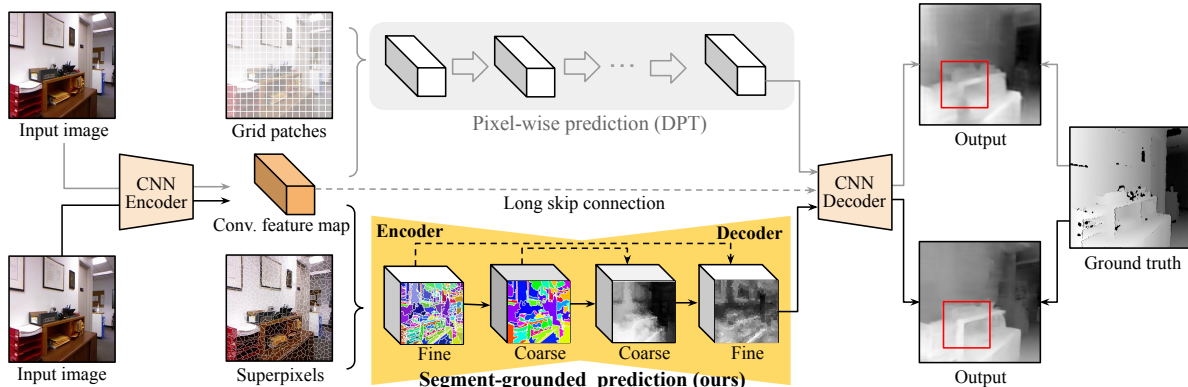 Input image
Grid patches
Pixel-wise prediction (DPT)
Output
CNN
Encoder
Conv. feature map
Long skip connection
CNN
Decoder
Ground truth
Encoder
Decoder
Fine
Coarse
Coarse
Fine
Input image
Superpixels
Segment-grounded prediction (ours)
Output